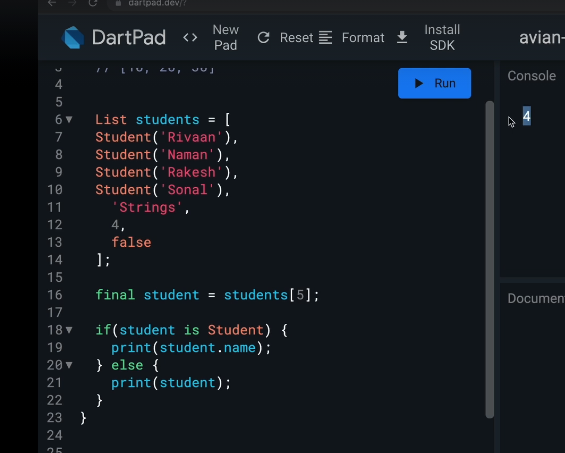 dartpad.dev/?
DartPad
New Pad
Reset
Format
Install SDK
avian-
3 // [10, 20, 30]
4
5
6 List students = [
7 Student('Rivaan'),
8 Student('Naman'),
9 Student('Rakesh'),
10 Student('Sonal'),
11 'Strings',
12 4,
13 false
14 ];
15
16 final student = students[5];
17
18 if(student is Student) {
19 print(student.name);
20 } else {
21 print(student);
22 }
23 }
24
25
Run
Console
4
Documen